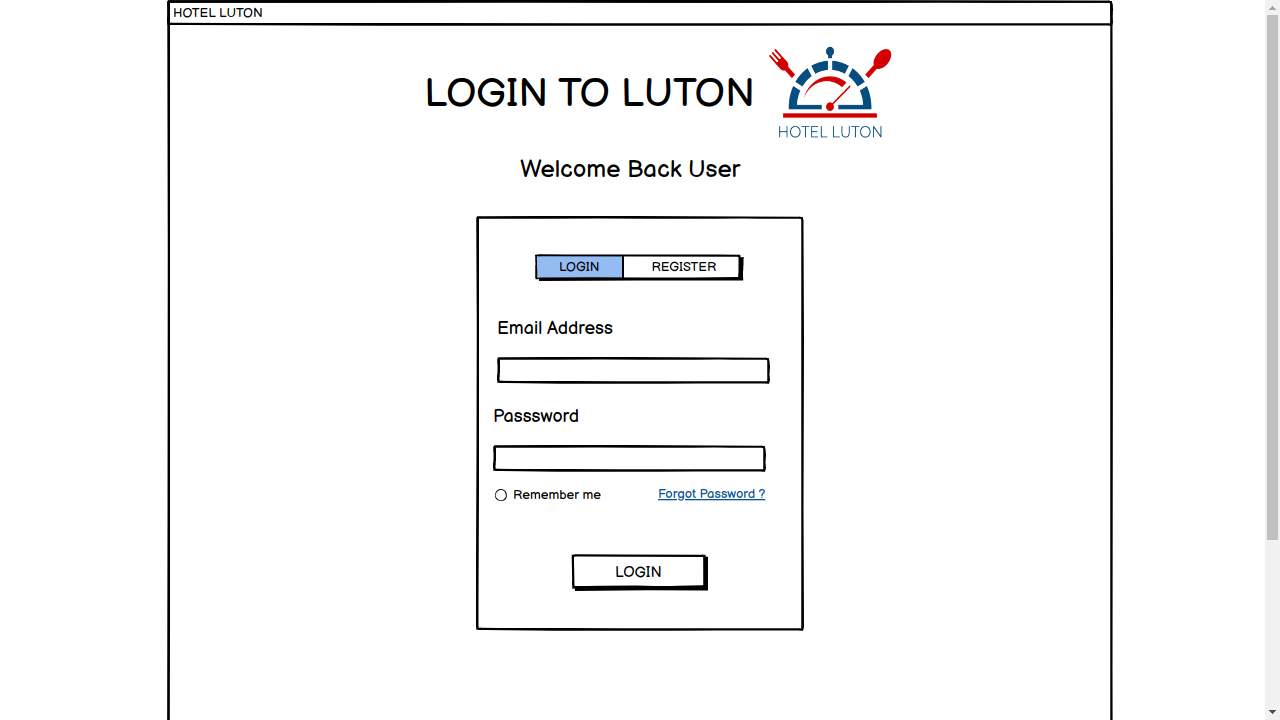 HOTEL LUTON
LOGIN TO LUTON
HOTEL LUTON
Welcome Back User
LOGIN REGISTER
Email Address
Passsword
Remember me Forgot Password ?
LOGIN